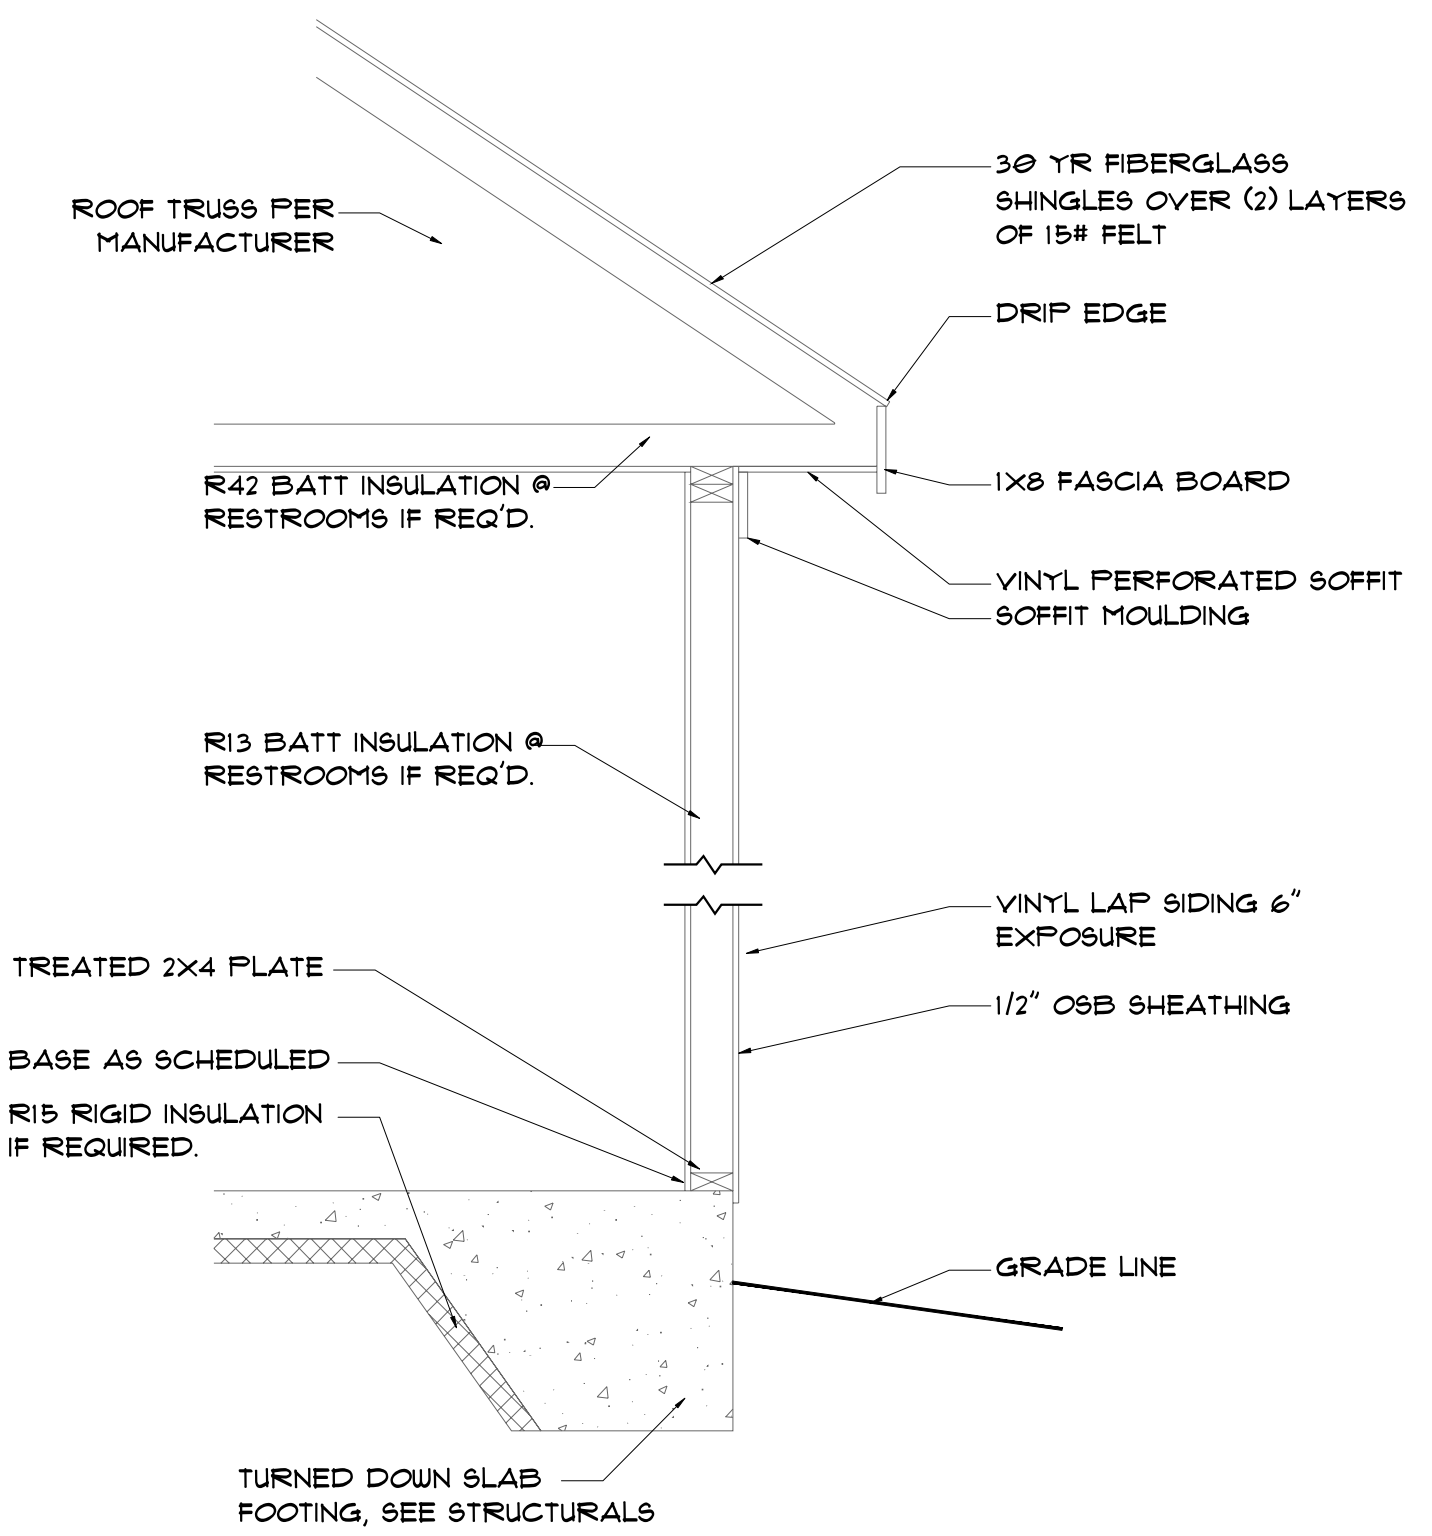 30 YR FIBERGLASS
SHINGLES OVER (2) LAYERS
OF 15# FELT
ROOF TRUSS PER
MANUFACTURER
DRIP EDGE
R42 BATT INSULATION @
RESTROOMS IF REQ'D.
1X8 FASCIA BOARD
VINYL PERFORATED SOFFIT
SOFFIT MOULDING
R13 BATT INSULATION @
RESTROOMS IF REQ'D.
VINYL LAP SIDING 6"
EXPOSURE
TREATED 2X4 PLATE
1/2" OSB SHEATHING
BASE AS SCHEDULED
R15 RIGID INSULATION
IF REQUIRED.
GRADE LINE
TURNED DOWN SLAB
FOOTING, SEE STRUCTURALS